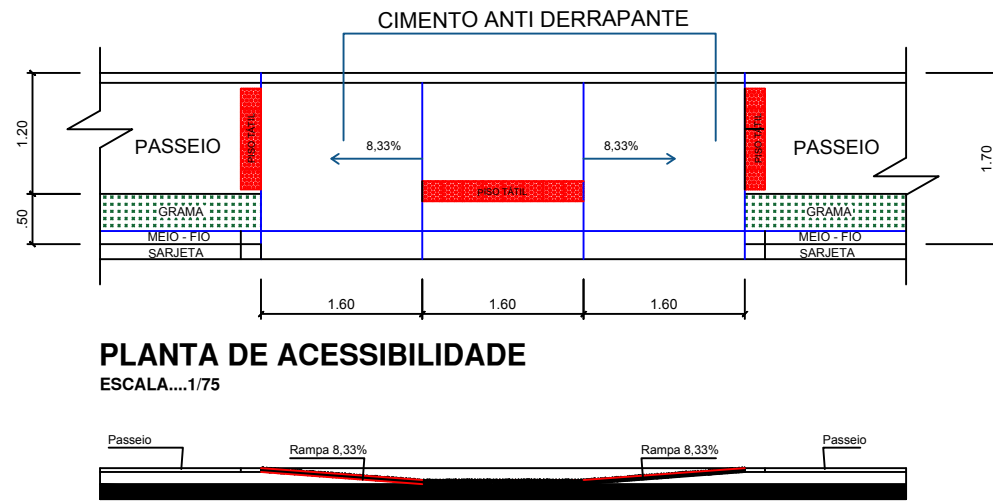 CIMENTO ANTI DERRAPANTE
1.20
PASSEIO
PISO TÁTIL
8,33%
8,33%
PISO TÁTIL
PASSEIO
1.70
PISO TÁTIL
.50
GRAMA
GRAMA
MEIO - FIO
MEIO - FIO
SARJETA
SARJETA
1.60
1.60
1.60
PLANTA DE ACESSIBILIDADE
ESCALA....1/75
Passeio
Rampa 8,33%
Rampa 8,33%
Passeio